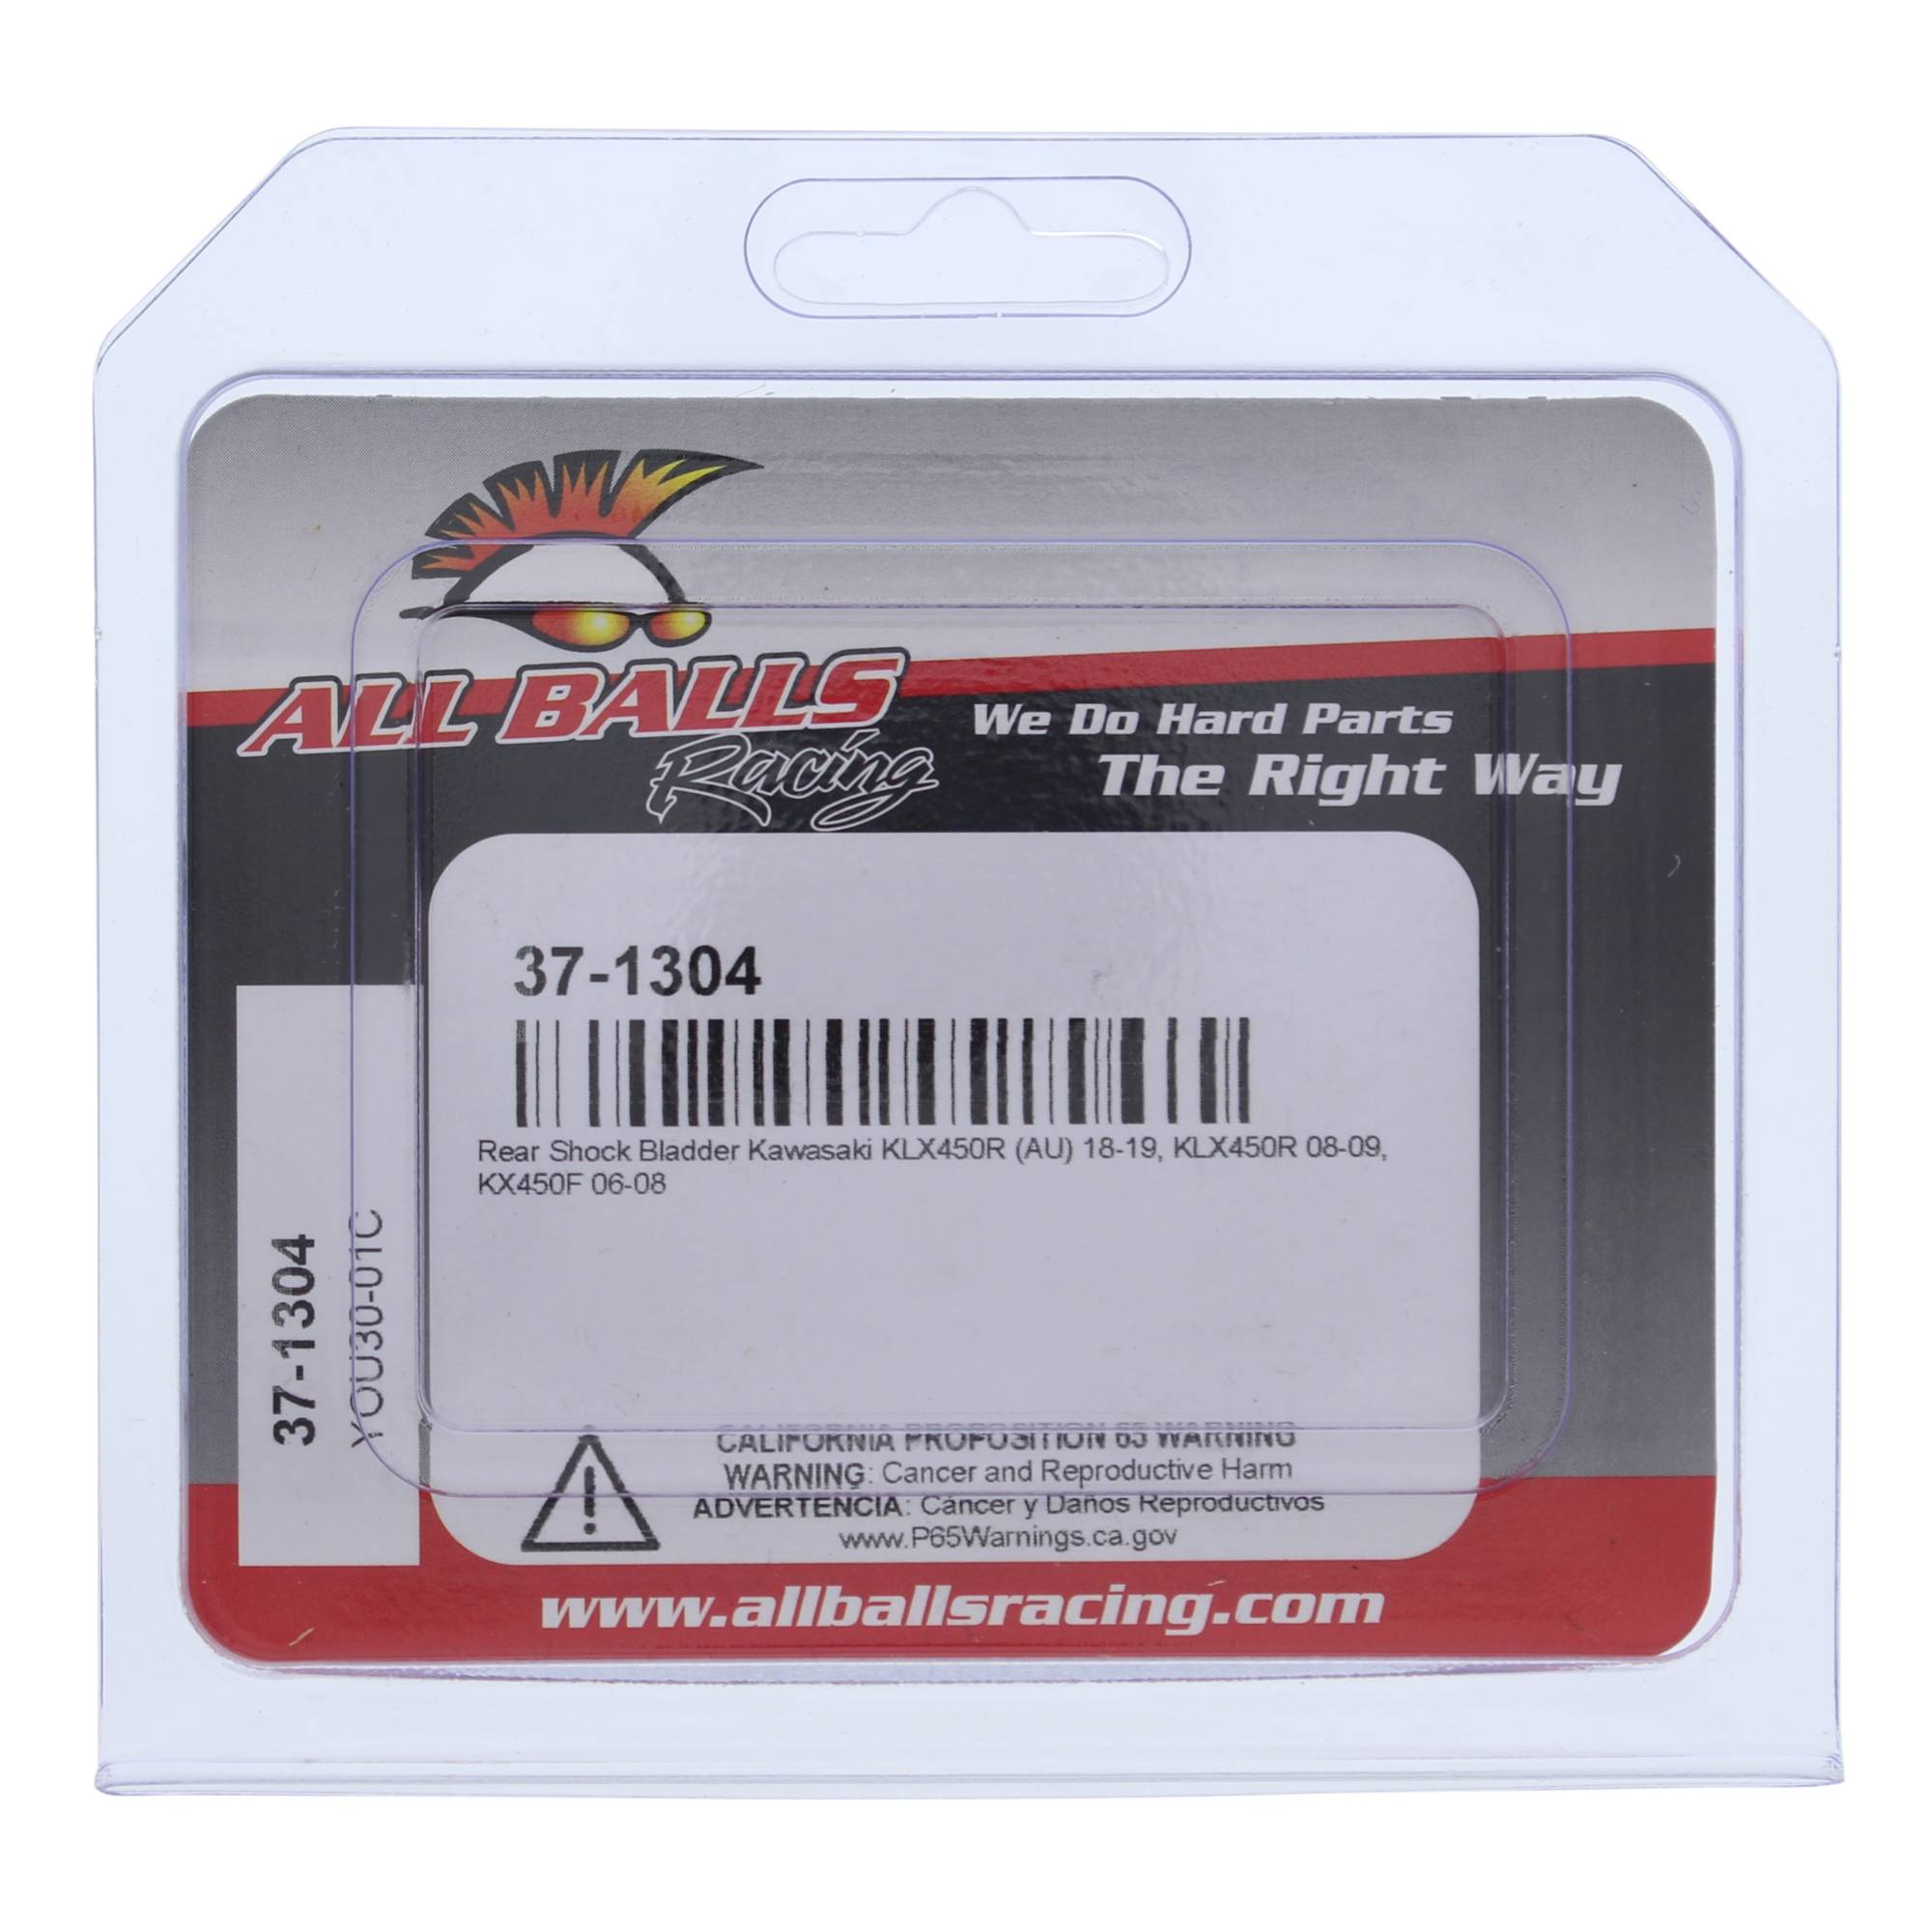 ALL BALLS
Racing
We Do Hard Parts
The Right Way
37-1304
Rear Shock Bladder Kawasaki KLX450R (AU) 18-19, KLX450R 08-09,
KX450F 06-08
37-1304
YOU30-01C
CALIFORNIA PROPOSITION 65 WARNING
WARNING: Cancer and Reproductive Harm
ADVERTENCIA: Cáncer y Daños Reproductivos
www.P65Warnings.ca.gov
www.allballsracing.com